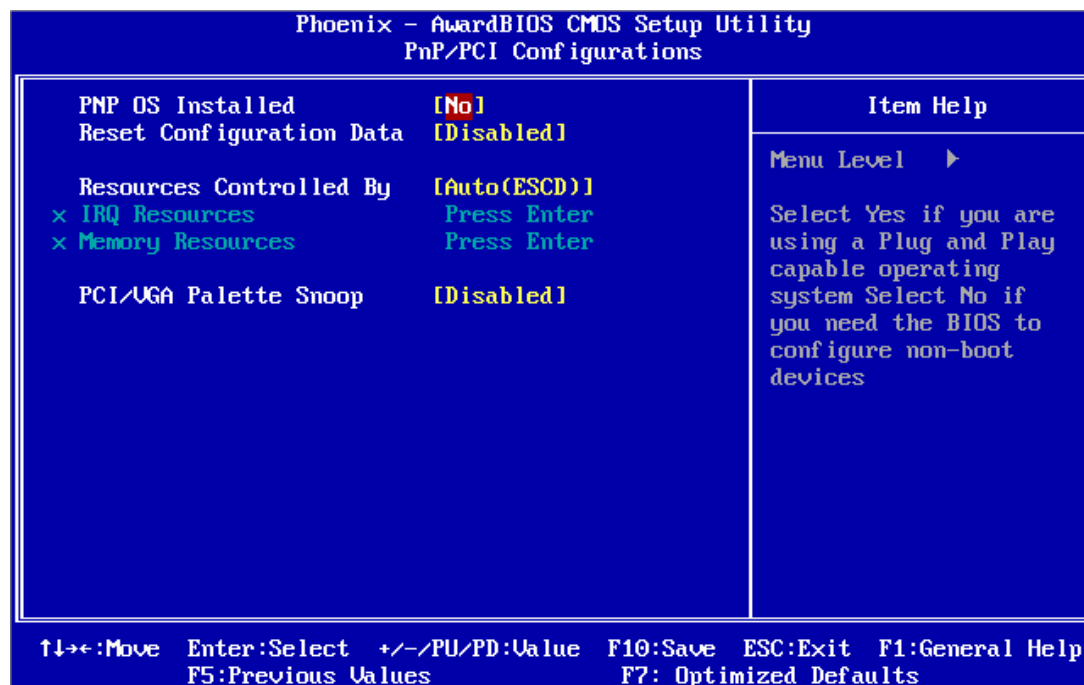 Phoenix - AwardBIOS CMOS Setup Utility
PnP/PCI Configurations
PNP OS Installed [No]
Reset Configuration Data [Disabled]
Resources Controlled By [Auto(ESCD)]
x IRQ Resources Press Enter
x Memory Resources Press Enter
PCI/VGA Palette Snoop [Disabled]
Item Help
Menu Level ▶
Select Yes if you are
using a Plug and Play
capable operating
system Select No if
you need the BIOS to
configure non-boot
devices
↑↓→←:Move Enter:Select +/-/PU/PD:Value F10:Save ESC:Exit F1:General Help
F5:Previous Values F7: Optimized Defaults